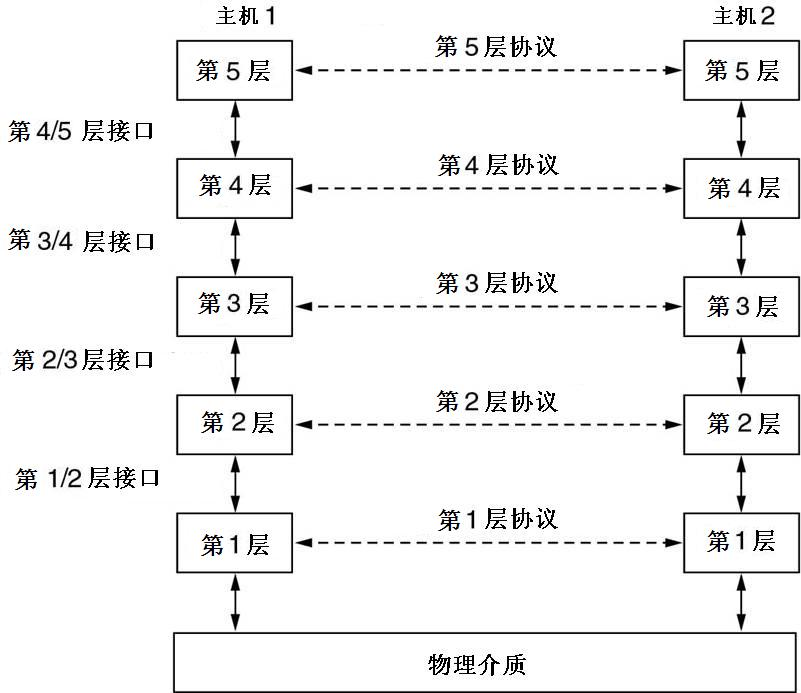 主机 1
主机 2
第 5 层协议
第 5 层
第 5 层
第 4/5 层接口
第 4 层协议
第 4 层
第 4 层
第 3/4 层接口
第 3 层协议
第 3 层
第 3 层
第 2/3 层接口
第 2 层协议
第 2 层
第 2 层
第 1/2 层接口
第 1 层协议
第 1 层
第 1 层
物理介质